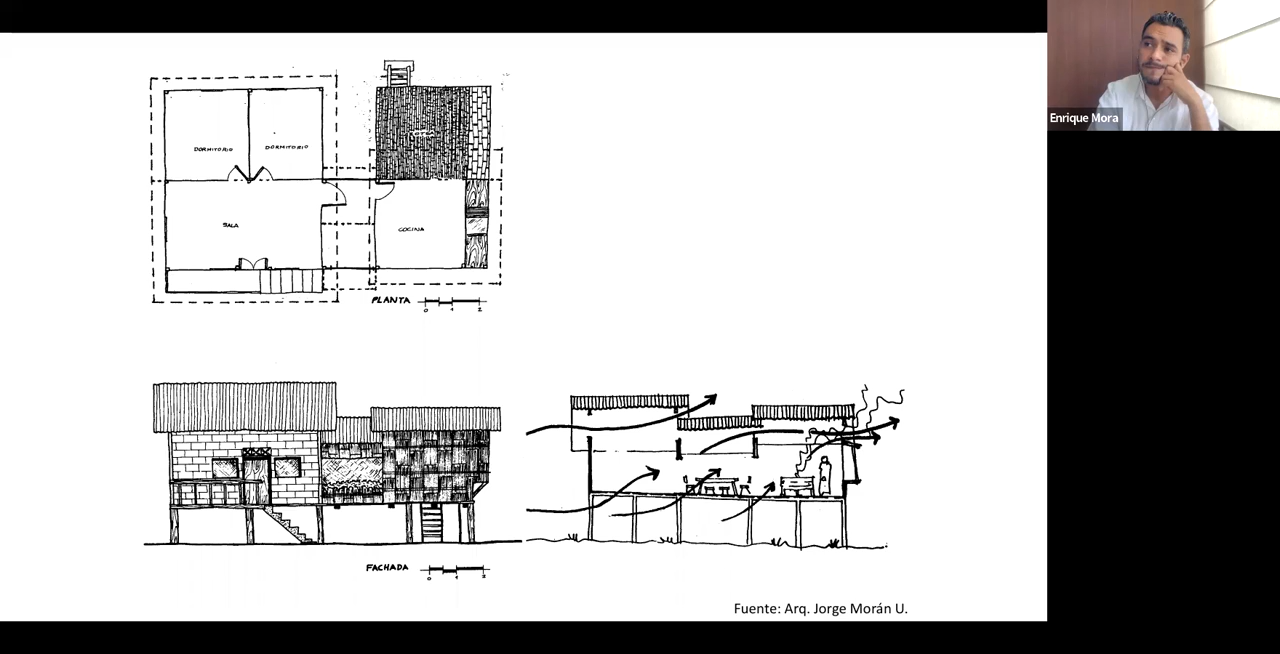 Enrique Mora
DORMITORIO
DORMITORIO
SALA
COCINA
PLANTA
0 1 2
FACHADA
0 1 2
Fuente: Arq. Jorge Morán U.